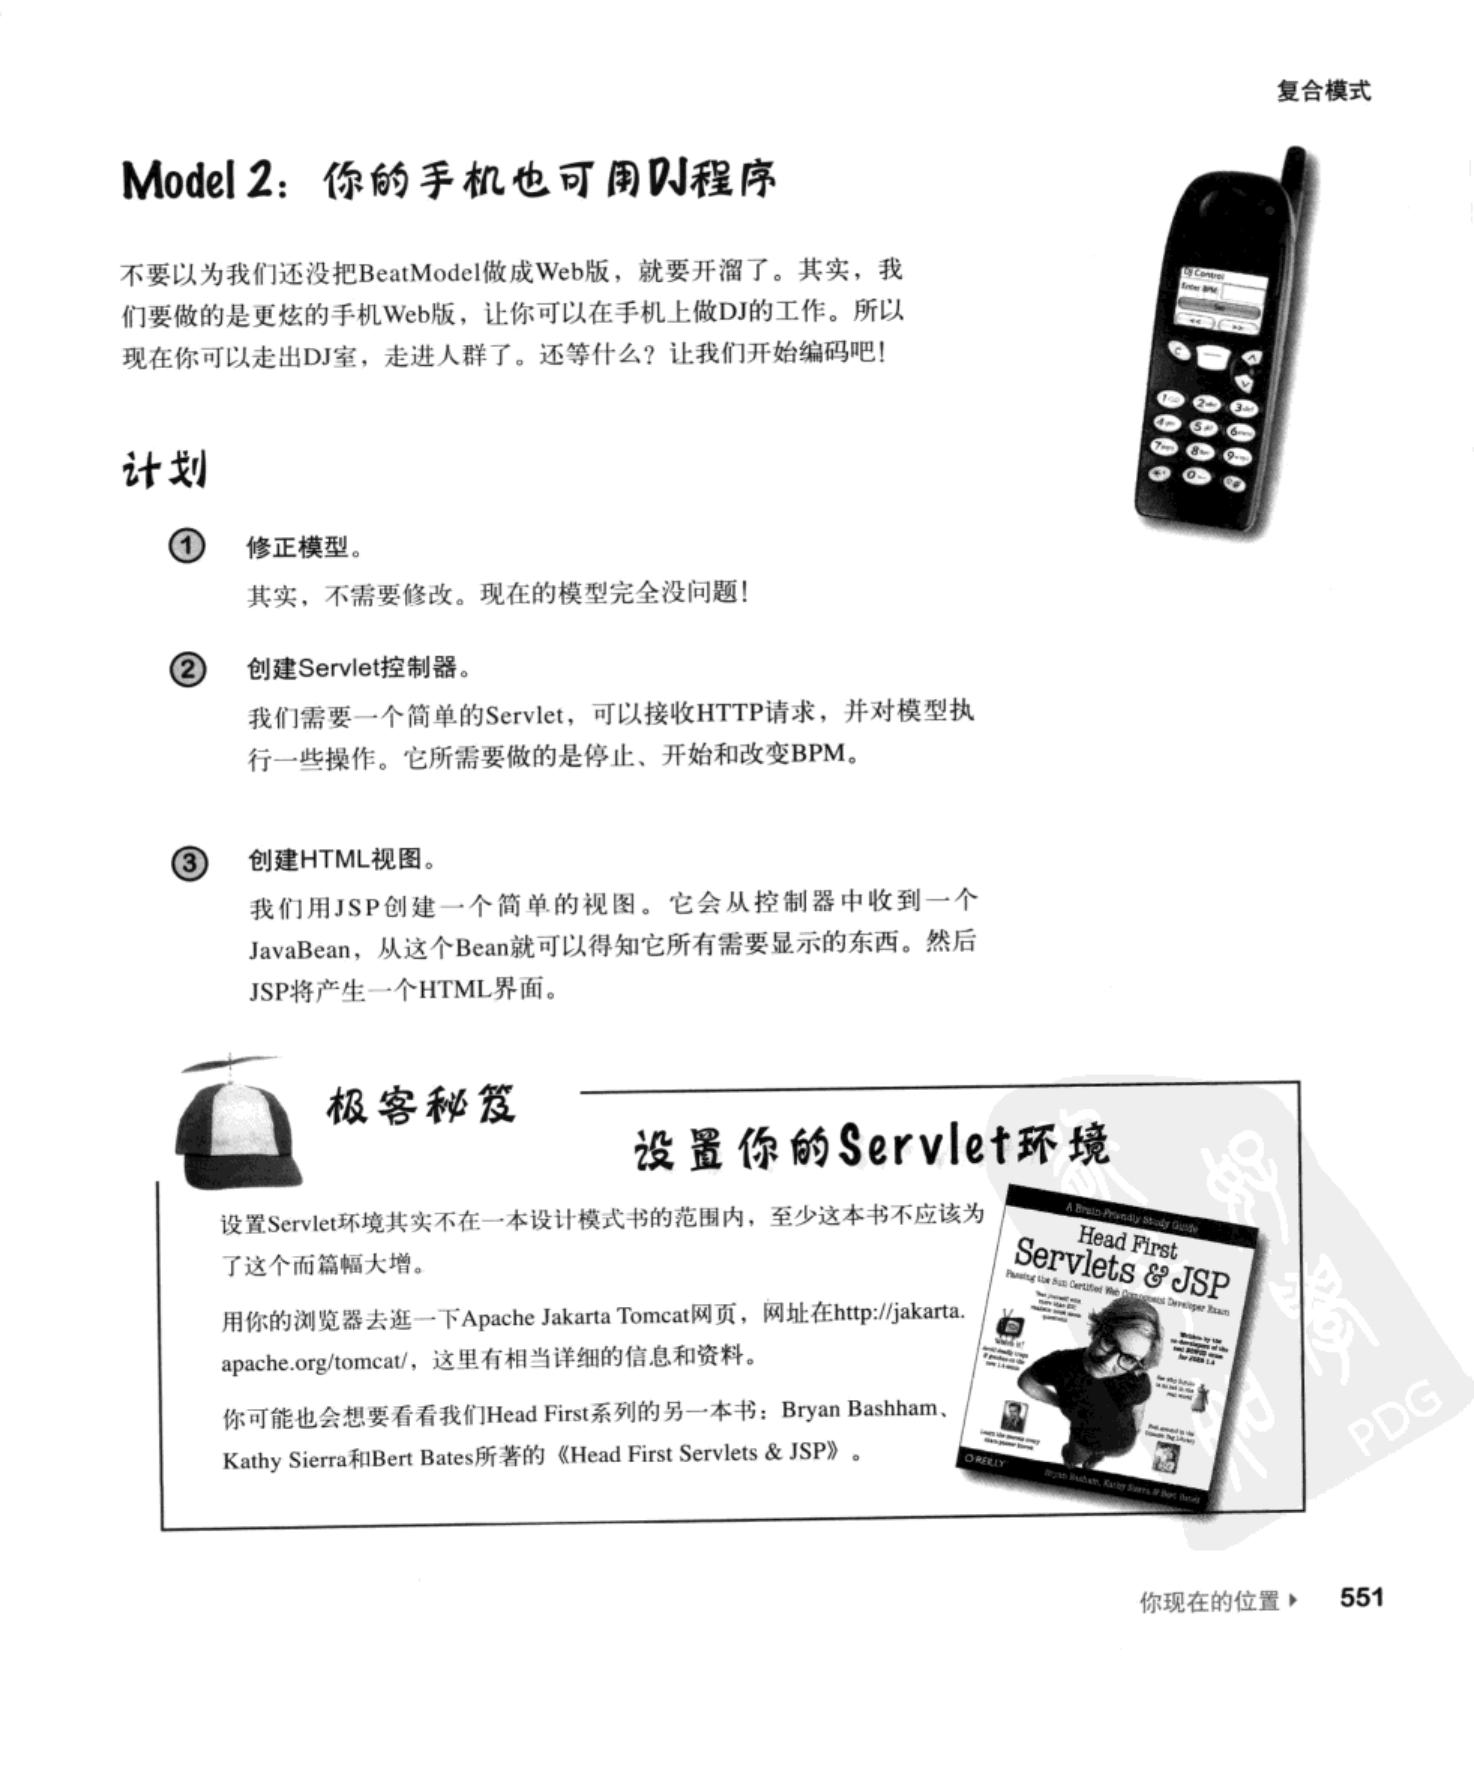 复合模式
Model 2：你的手机也可用DJ程序
不要以为我们还没把BeatModel做成Web版，就要开溜了。其实，我
们要做的是更炫的手机Web版，让你可以在手机上做DJ的工作。所以
现在你可以走出DJ室，走进人群了。还等什么？让我们开始编码吧！
DJ Control
Enter BPM:
<< >>
计划
1 修正模型。
其实，不需要修改。现在的模型完全没问题！
2 创建Servlet控制器。
我们需要一个简单的Servlet，可以接收HTTP请求，并对模型执
行一些操作。它所需要做的是停止、开始和改变BPM。
3 创建HTML视图。
我们用JSP创建一个简单的视图。它会从控制器中收到一个
JavaBean，从这个Bean就可以得知它所有需要显示的东西。然后
JSP将产生一个HTML界面。
极客秘笈
设置你的Servlet环境
设置Servlet环境其实不在一本设计模式书的范围内，至少这本书不应该为
了这个而篇幅大增。
用你的浏览器去逛一下Apache Jakarta Tomcat网页，网址在http://jakarta.
apache.org/tomcat/，这里有相当详细的信息和资料。
你可能也会想要看看我们Head First系列的另一本书：Bryan Bashham、
Kathy Sierra和Bert Bates所著的《Head First Servlets & JSP》。
A Brain-Friendly Study Guide
Head First
Servlets & JSP
Passing the Sun Certified Web Component Developer Exam
O'REILLY
Bryan Basham, Kathy Sierra & Bert Bates
PDG
你现在的位置 551